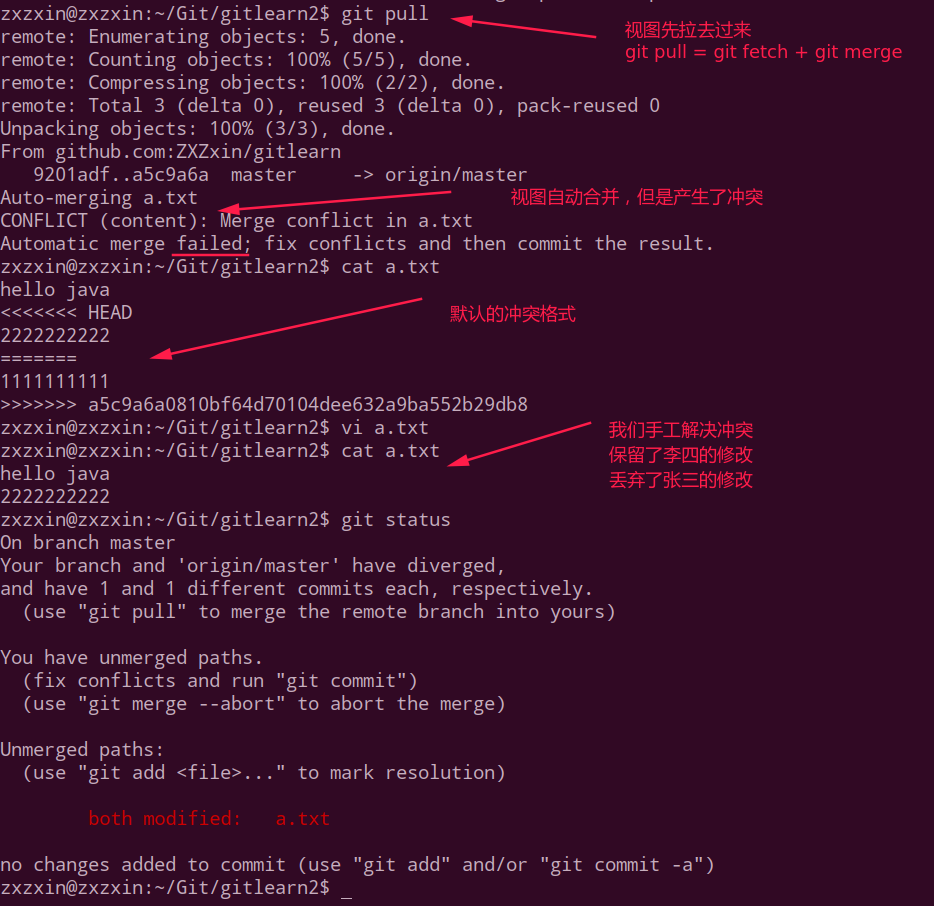 zxzxin@zxzxin:~/Git/gitlearn2$ git pull
视图先拉去过来
git pull = git fetch + git merge
remote: Enumerating objects: 5, done.
remote: Counting objects: 100% (5/5), done.
remote: Compressing objects: 100% (2/2), done.
remote: Total 3 (delta 0), reused 3 (delta 0), pack-reused 0
Unpacking objects: 100% (3/3), done.
From github.com:ZXZxin/gitlearn
   9201adf..a5c9a6a  master     -> origin/master
Auto-merging a.txt
视图自动合并，但是产生了冲突
CONFLICT (content): Merge conflict in a.txt
Automatic merge failed; fix conflicts and then commit the result.
zxzxin@zxzxin:~/Git/gitlearn2$ cat a.txt
hello java
<<<<<<< HEAD
默认的冲突格式
2222222222
=======
1111111111
>>>>>>> a5c9a6a0810bf64d70104dee632a9ba552b29db8
zxzxin@zxzxin:~/Git/gitlearn2$ vi a.txt
我们手工解决冲突
保留了李四的修改
丢弃了张三的修改
zxzxin@zxzxin:~/Git/gitlearn2$ cat a.txt
hello java
2222222222
zxzxin@zxzxin:~/Git/gitlearn2$ git status
On branch master
Your branch and 'origin/master' have diverged,
and have 1 and 1 different commits each, respectively.
  (use "git pull" to merge the remote branch into yours)
You have unmerged paths.
  (fix conflicts and run "git commit")
  (use "git merge --abort" to abort the merge)
Unmerged paths:
  (use "git add <file>..." to mark resolution)
        both modified:   a.txt
no changes added to commit (use "git add" and/or "git commit -a")
zxzxin@zxzxin:~/Git/gitlearn2$ _